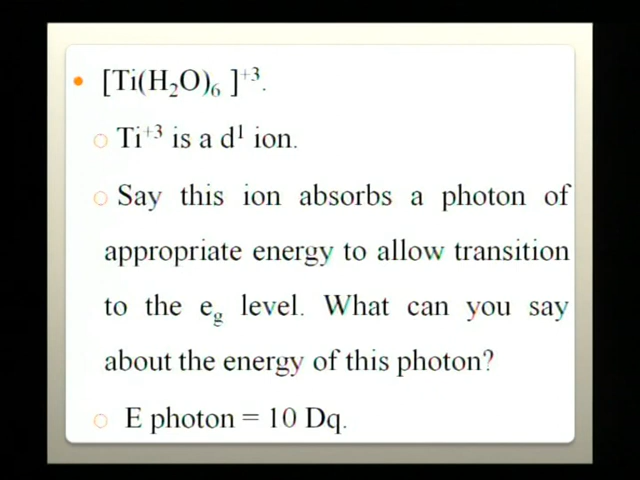 [Ti(H₂O)₆ ]⁺³.
Ti⁺³ is a d¹ ion.
Say this ion absorbs a photon of
appropriate energy to allow transition
to the e_g level. What can you say
about the energy of this photon?
E photon = 10 Dq.